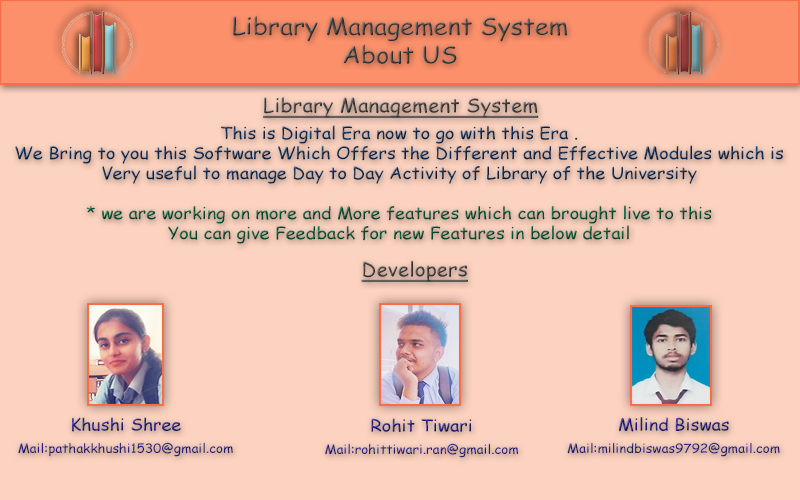 Library Management System
About US
Library Management System
This is Digital Era now to go with this Era .
We Bring to you this Software Which Offers the Different and Effective Modules which is
Very useful to manage Day to Day Activity of Library of the University
* we are working on more and More features which can brought live to this
You can give Feedback for new Features in below detail
Developers
Khushi Shree
Rohit Tiwari
Milind Biswas
Mail:pathakkhushi1530@gmail.com
Mail:rohittiwari.ran@gmail.com
Mail:milindbiswas9792@gmail.com